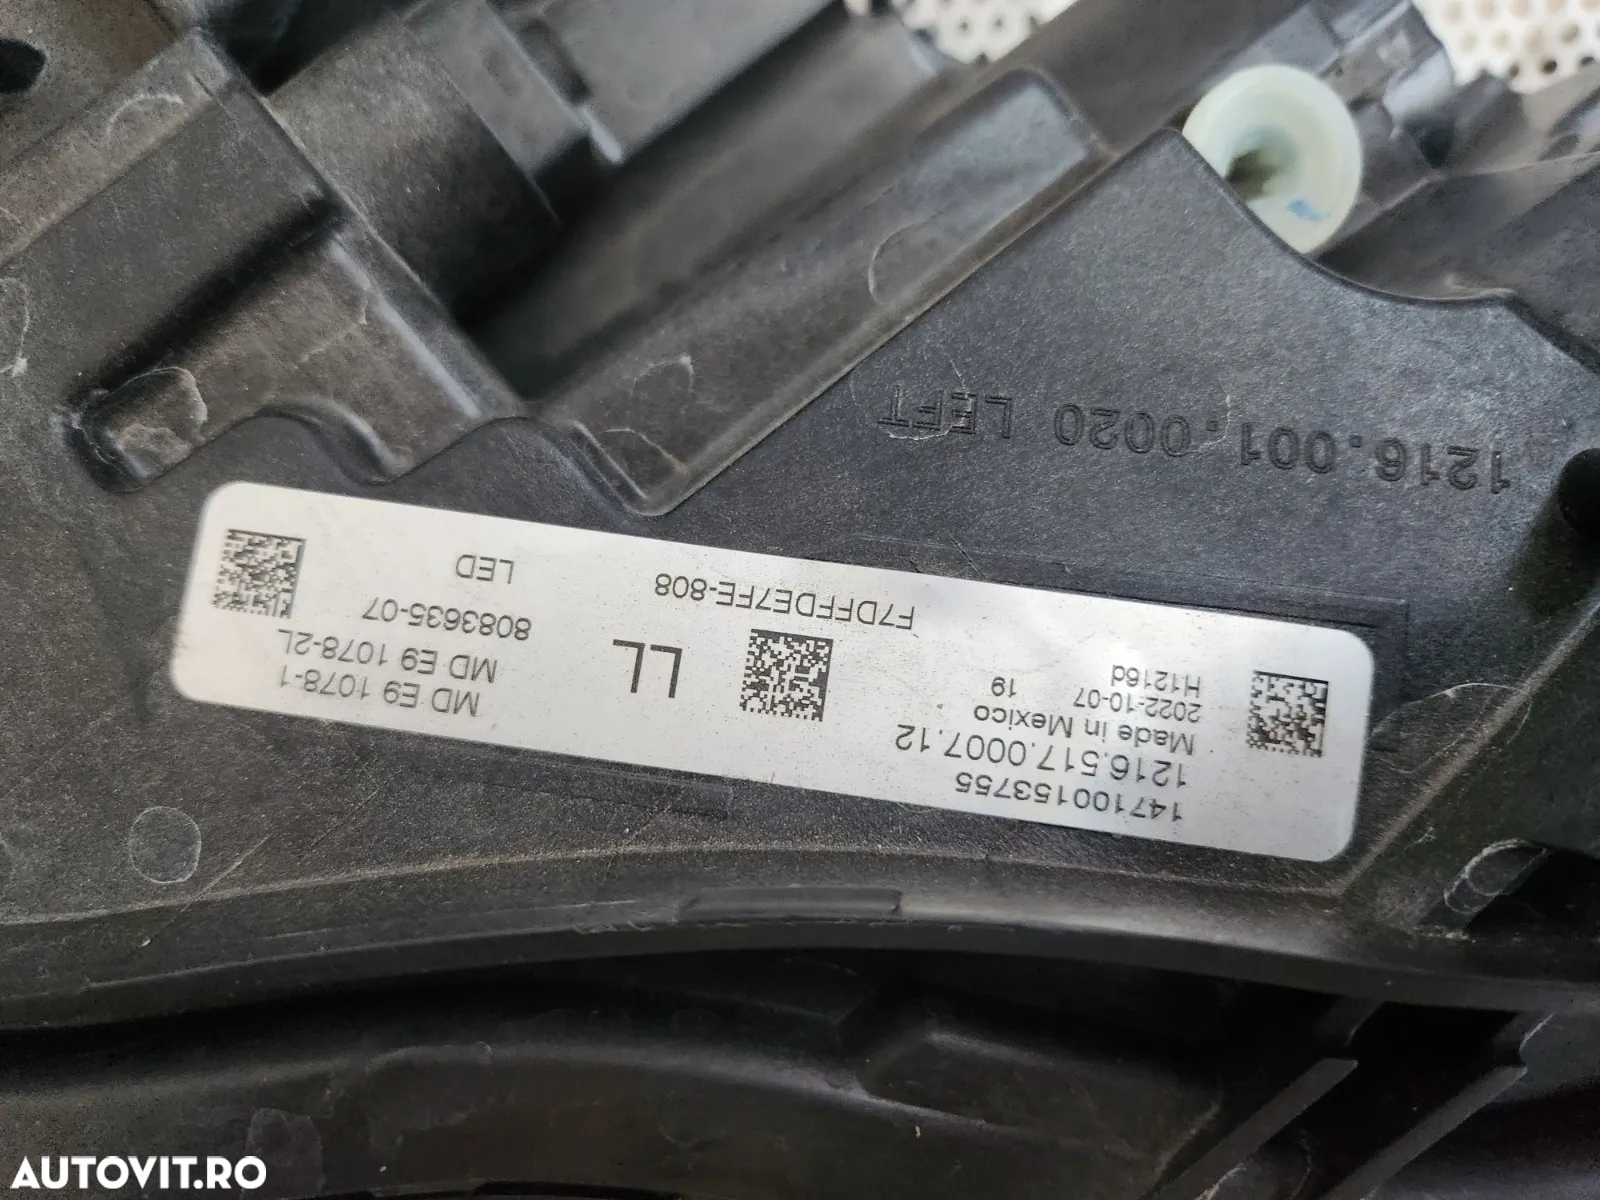 1216.001.0020 LEFT
147100153755
1216.517.0007.12
Made in Mexico
2022-10-07 19
H1216d
F7DFFDE7FE-808
LL
MD E9 1078-1
MD E9 1078-2L
8083635-07
LED
AUTOVIT.RO